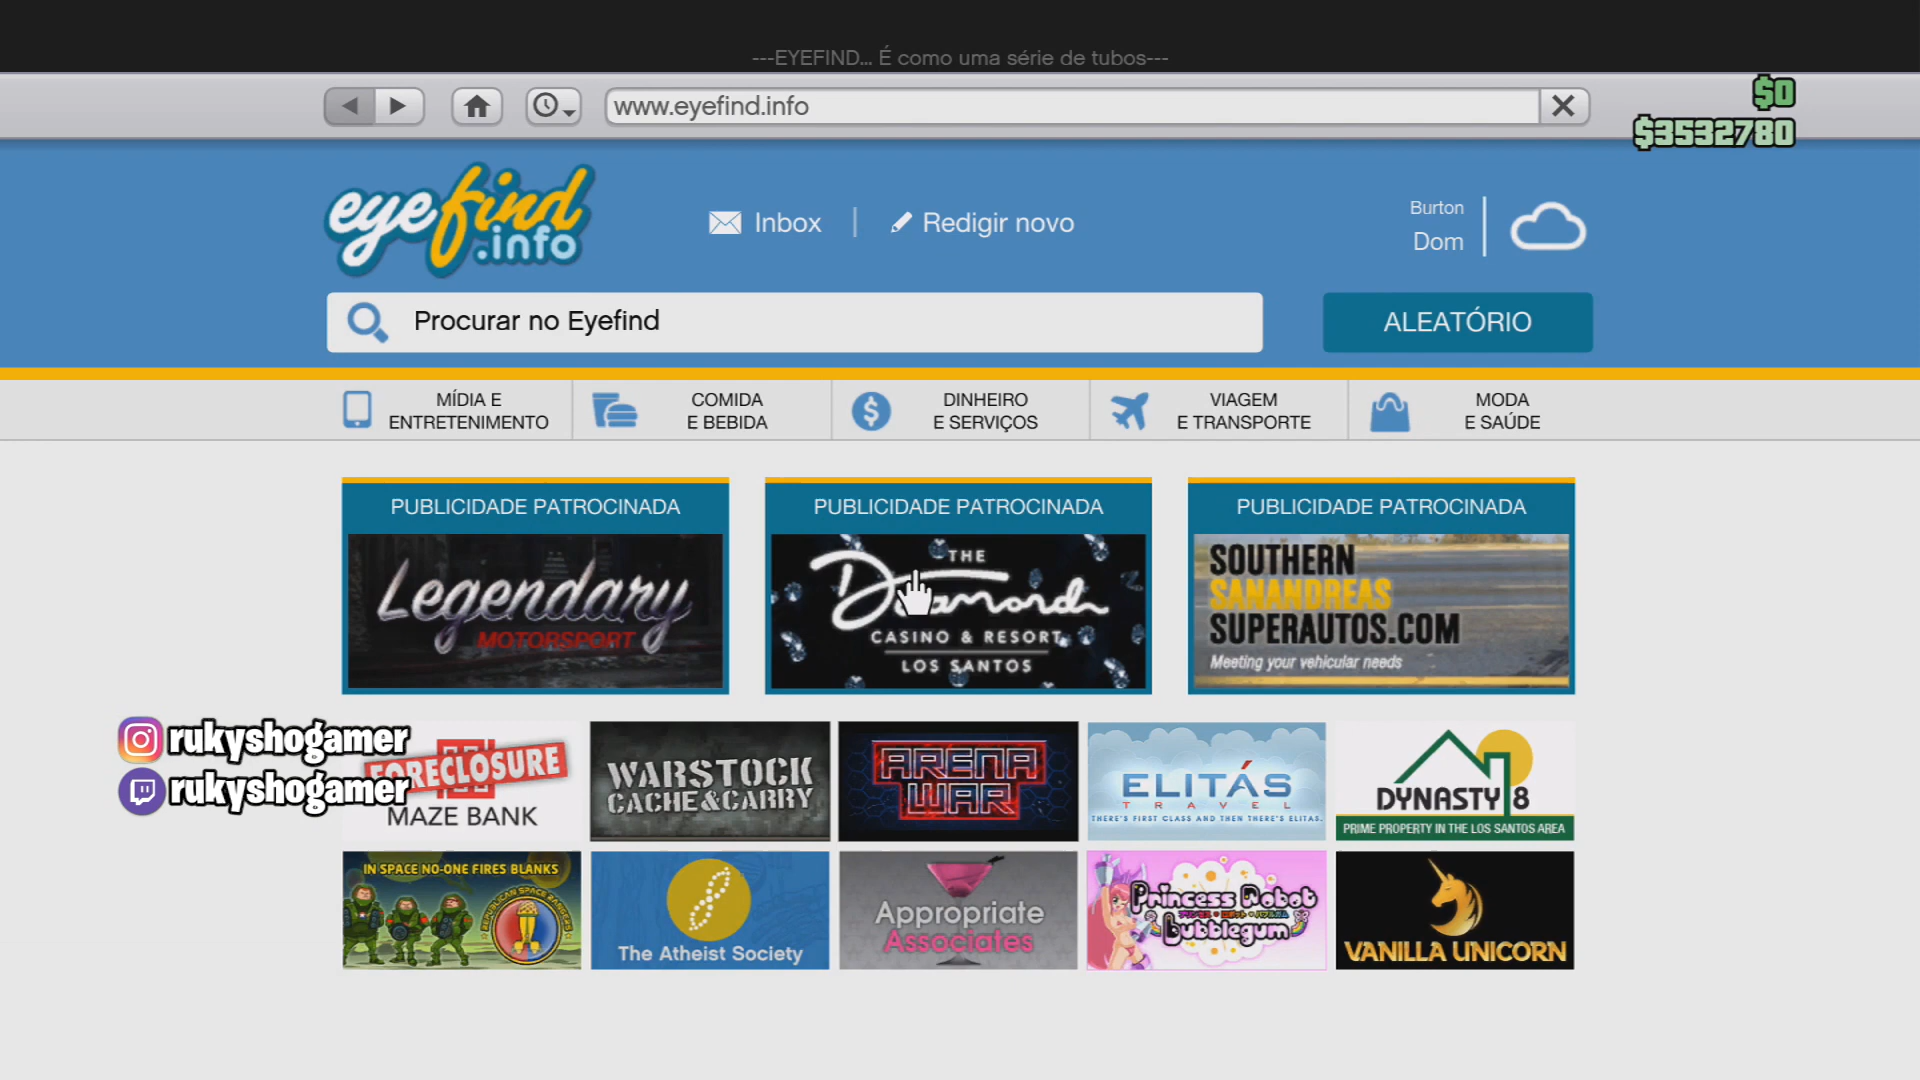 ---EYEFIND... É como uma série de tubos---
www.eyefind.info
$0
$3532780
eyefind
.info
Inbox
Redigir novo
Burton
Dom
Procurar no Eyefind
ALEATÓRIO
MÍDIA E
ENTRETENIMENTO
COMIDA
E BEBIDA
DINHEIRO
E SERVIÇOS
VIAGEM
E TRANSPORTE
MODA
E SAÚDE
PUBLICIDADE PATROCINADA
Legendary
MOTORSPORT
PUBLICIDADE PATROCINADA
THE
Diamond
CASINO & RESORT
LOS SANTOS
PUBLICIDADE PATROCINADA
SOUTHERN
SANANDREAS
SUPERAUTOS.COM
Meeting your vehicular needs
rukyshogamer
rukyshogamer
FORECLOSURE
MAZE BANK
WARSTOCK
CACHE&CARRY
ARENA
WAR
ELITÁS
TRAVEL
THERE'S FIRST CLASS AND THEN THERE'S ELITAS.
DYNASTY 8
PRIME PROPERTY IN THE LOS SANTOS AREA
IN SPACE NO-ONE FIRES BLANKS
REPUBLICAN SPACE RANGERS
The Atheist Society
Appropriate
Associates
Princess Robot
Bubblegum
VANILLA UNICORN